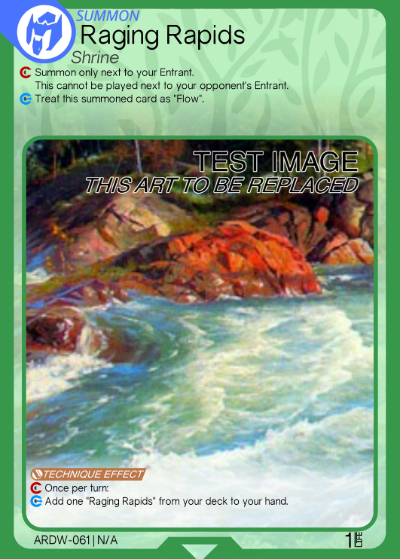 SUMMON
Raging Rapids
Shrine
C Summon only next to your Entrant.
This cannot be played next to your opponent's Entrant.
E Treat this summoned card as "Flow".
TEST IMAGE
THIS ART TO BE REPLACED
TECHNIQUE EFFECT
C Once per turn:
E Add one "Raging Rapids" from your deck to your hand.
ARDW-061 | N/A
1 LIFE